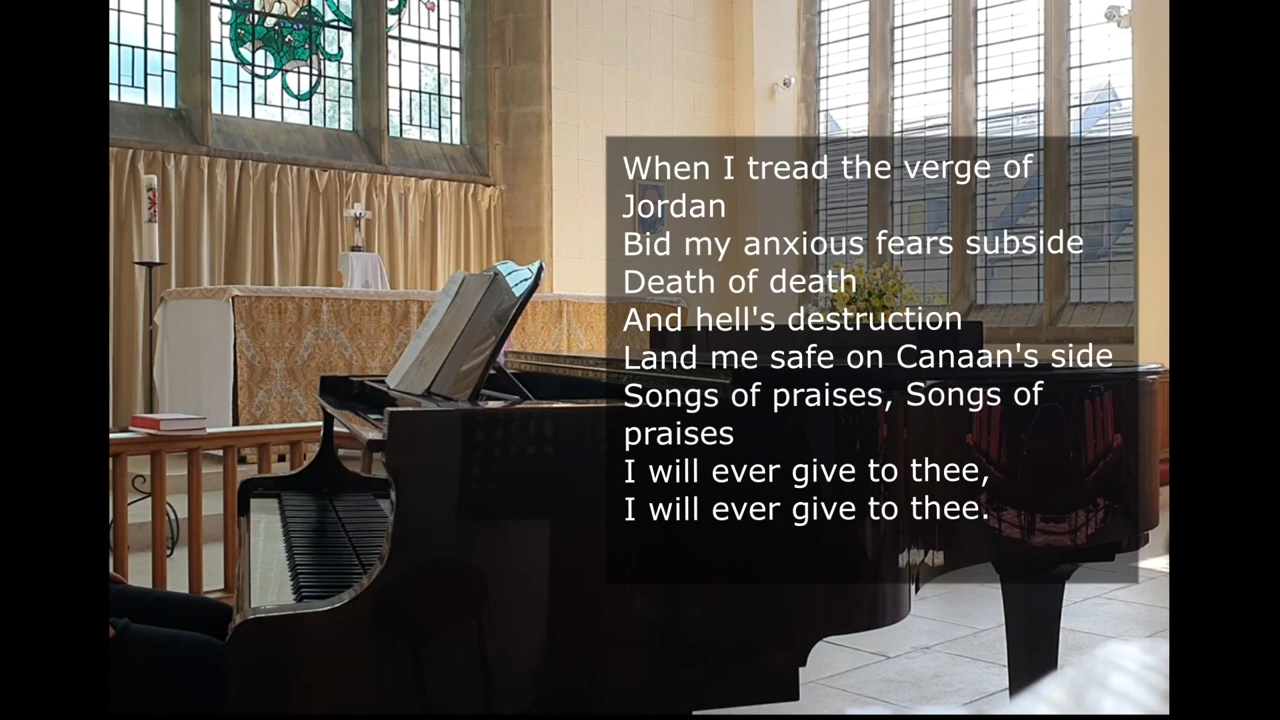 When I tread the verge of
Jordan
Bid my anxious fears subside
Death of death
And hell's destruction
Land me safe on Canaan's side
Songs of praises, Songs of
praises
I will ever give to thee,
I will ever give to thee.